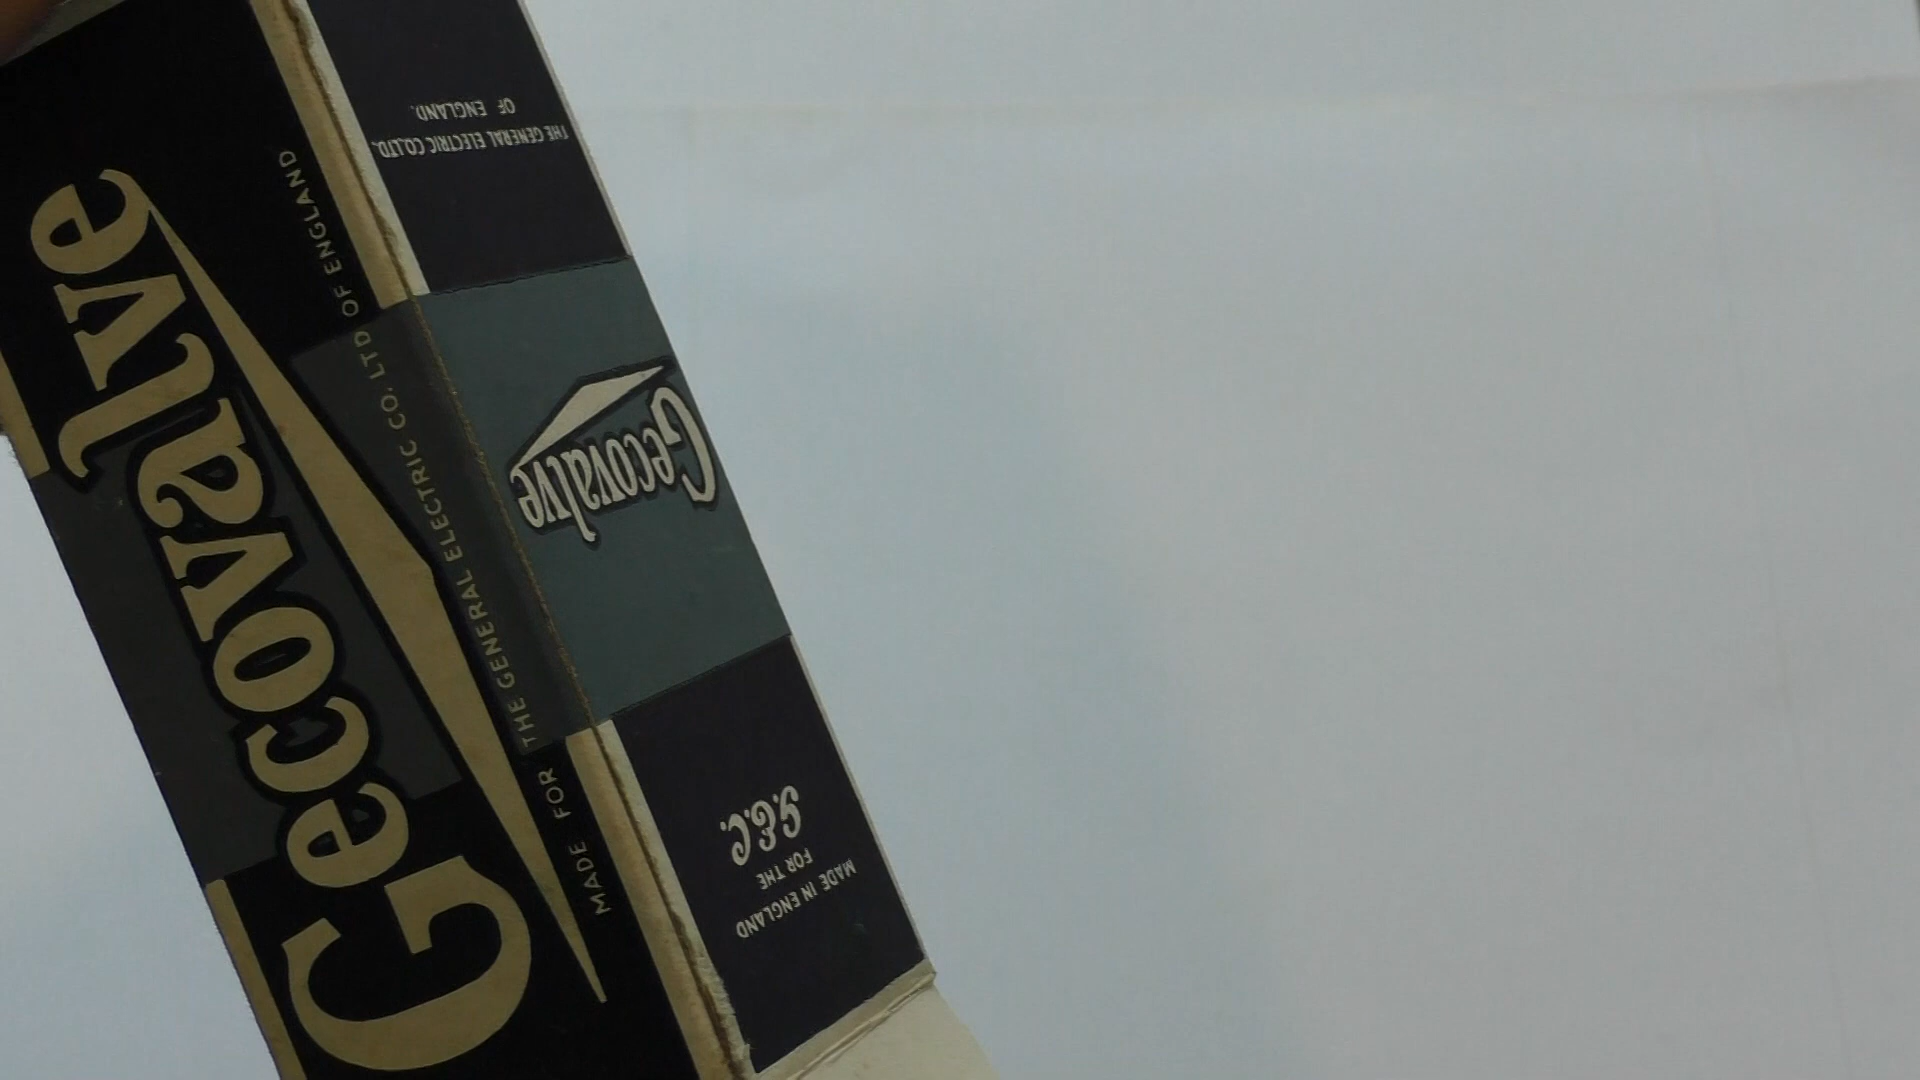 Gecovalve
MADE FOR THE GENERAL ELECTRIC CO. LTD OF ENGLAND
MADE IN ENGLAND
FOR THE
G.E.C.
Gecovalve
THE GENERAL ELECTRIC CO.LTD.
OF ENGLAND.